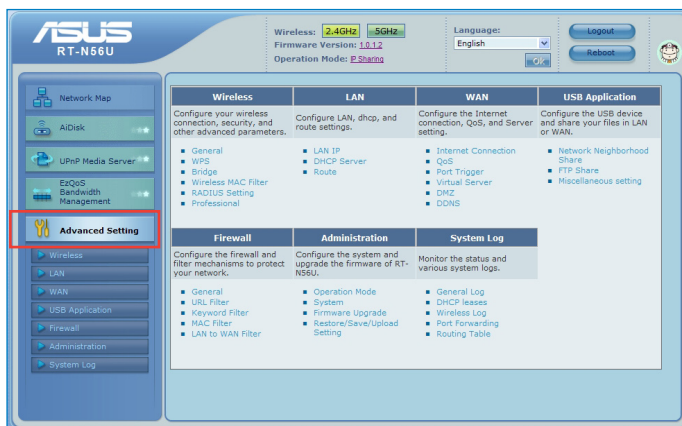 ASUS
RT-N56U
Wireless: 2.4GHz 5GHz
Firmware Version: 1.0.1.2
Operation Mode: IP Sharing
Language:
English
OK
Logout
Reboot
Network Map
AiDisk
UPnP Media Server
EzQoS
Bandwidth
Management
Advanced Setting
Wireless
LAN
WAN
USB Application
Firewall
Administration
System Log
Wireless
Configure your wireless
connection, security, and
other advanced parameters.
General
WPS
Bridge
Wireless MAC Filter
RADIUS Setting
Professional
LAN
Configure LAN, dhcp, and
route settings.
LAN IP
DHCP Server
Route
WAN
Configure the Internet
connection, QoS, and Server
setting.
Internet Connection
QoS
Port Trigger
Virtual Server
DMZ
DDNS
USB Application
Configure the USB device
and share your files in LAN
or WAN.
Network Neighborhood
Share
FTP Share
Miscellaneous setting
Firewall
Configure the firewall and
filter mechanisms to protect
your network.
General
URL Filter
Keyword Filter
MAC Filter
LAN to WAN Filter
Administration
Configure the system and
upgrade the firmware of RT-
N56U.
Operation Mode
System
Firmware Upgrade
Restore/Save/Upload
Setting
System Log
Monitor the status and
various system logs.
General Log
DHCP leases
Wireless Log
Port Forwarding
Routing Table